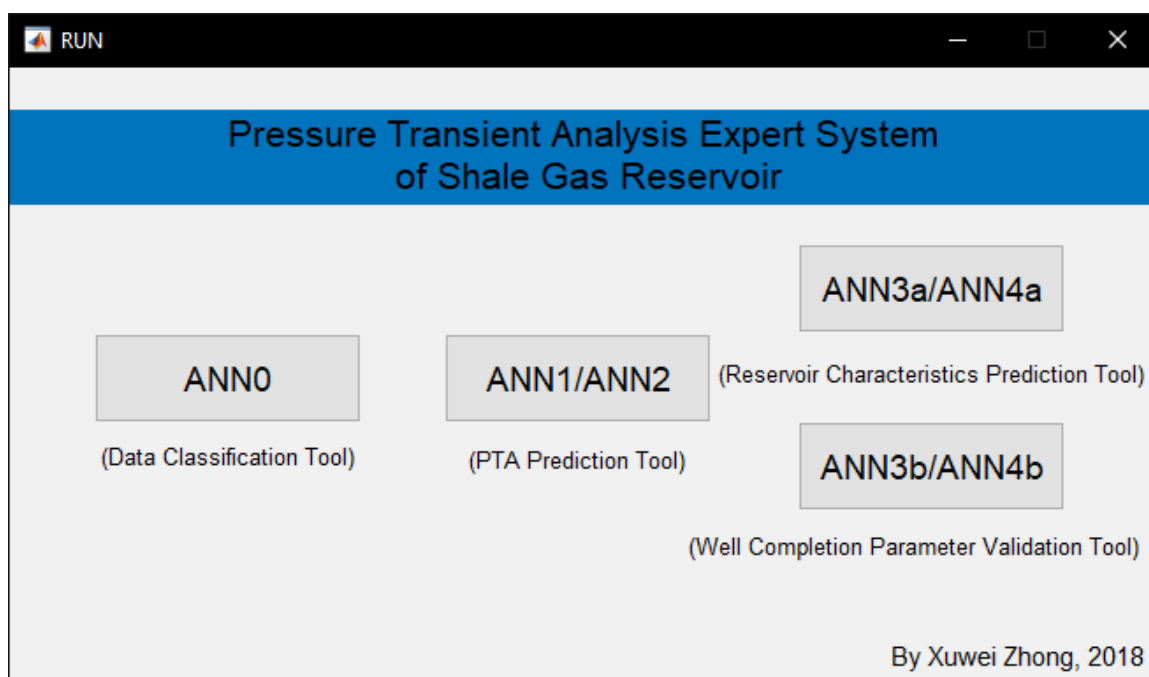 RUN
Pressure Transient Analysis Expert System
of Shale Gas Reservoir
ANN0
(Data Classification Tool)
ANN1/ANN2
(PTA Prediction Tool)
ANN3a/ANN4a
(Reservoir Characteristics Prediction Tool)
ANN3b/ANN4b
(Well Completion Parameter Validation Tool)
By Xuwei Zhong, 2018